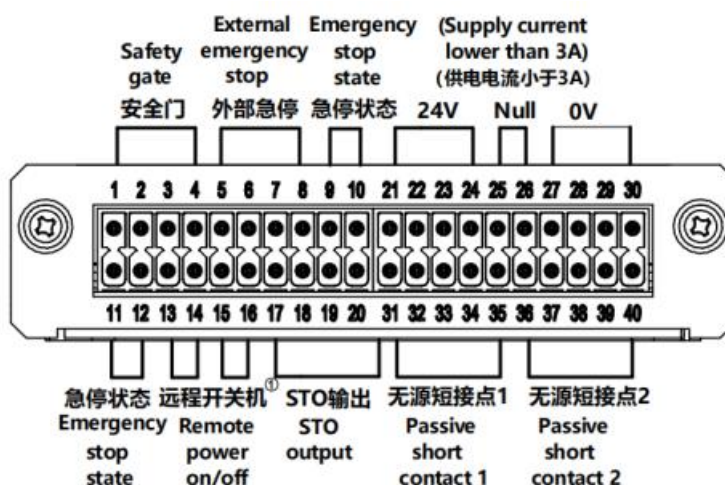 Safety
gate
安全门
External
emergency
stop
外部急停
Emergency
stop
state
急停状态
(Supply current
lower than 3A)
(供电电流小于3A)
24V
Null
0V
1 2 3 4 5 6 7 8 9 10 21 22 23 24 25 26 27 28 29 30
11 12 13 14 15 16 17 18 19 20 31 32 33 34 35 36 37 38 39 40
急停状态
Emergency
stop
state
远程开关机①
Remote
power
on/off
STO输出
STO
output
无源短接点1
Passive
short
contact 1
无源短接点2
Passive
short
contact 2